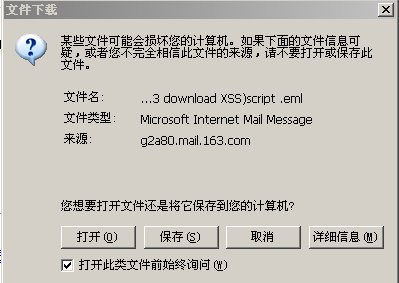 文件下载
某些文件可能会损坏您的计算机。如果下面的文件信息可
疑，或者您不完全相信此文件的来源，请不要打开或保存此
文件。
文件名： ...3 download XSS)script .eml
文件类型： Microsoft Internet Mail Message
来源： g2a80.mail.163.com
您想要打开文件还是将它保存到您的计算机?
打开(O) 保存(S) 取消 详细信息(M)
打开此类文件前始终询问(W)